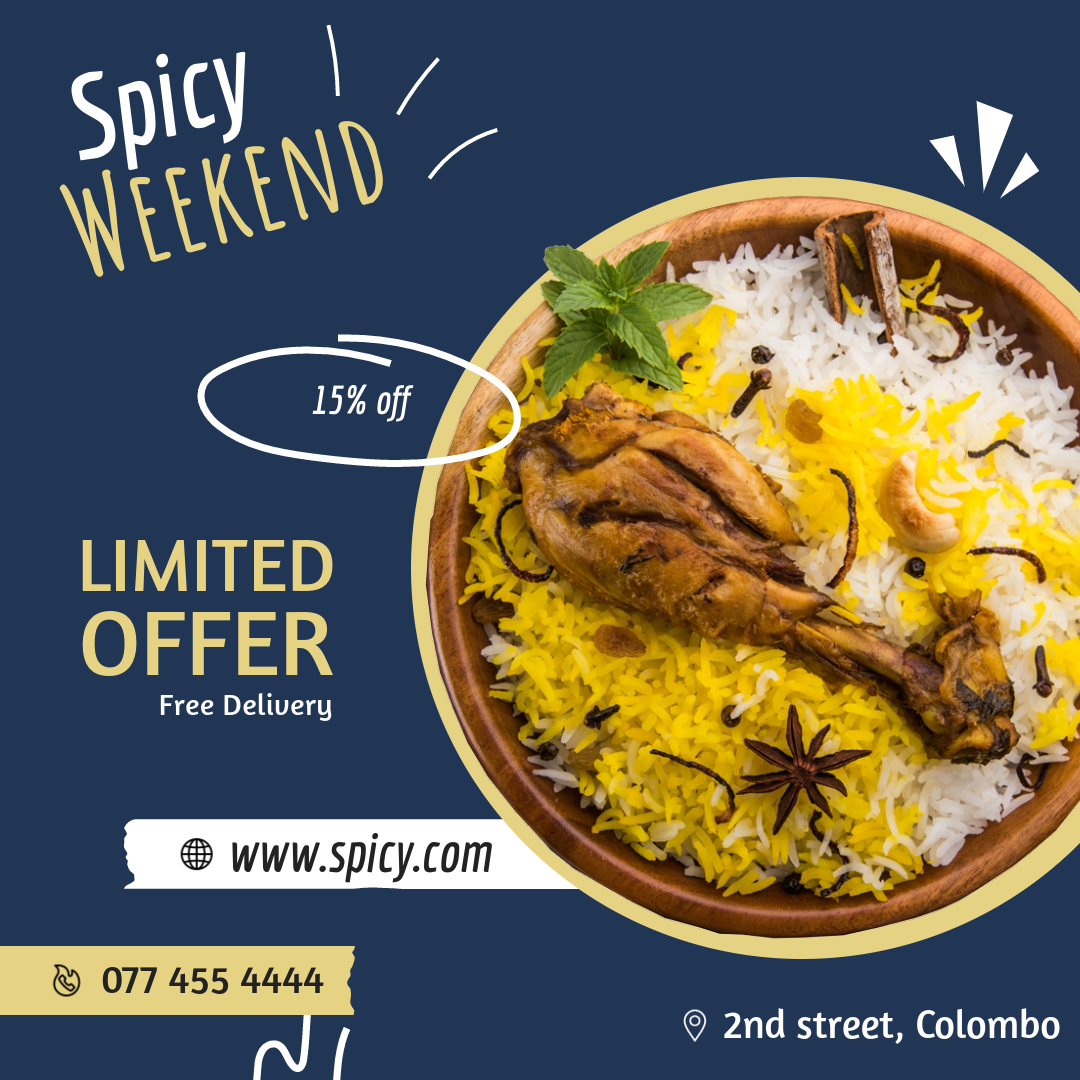 Spicy
WEEKEND
15% off
LIMITED
OFFER
Free Delivery
www.spicy.com
077 455 4444
2nd street, Colombo